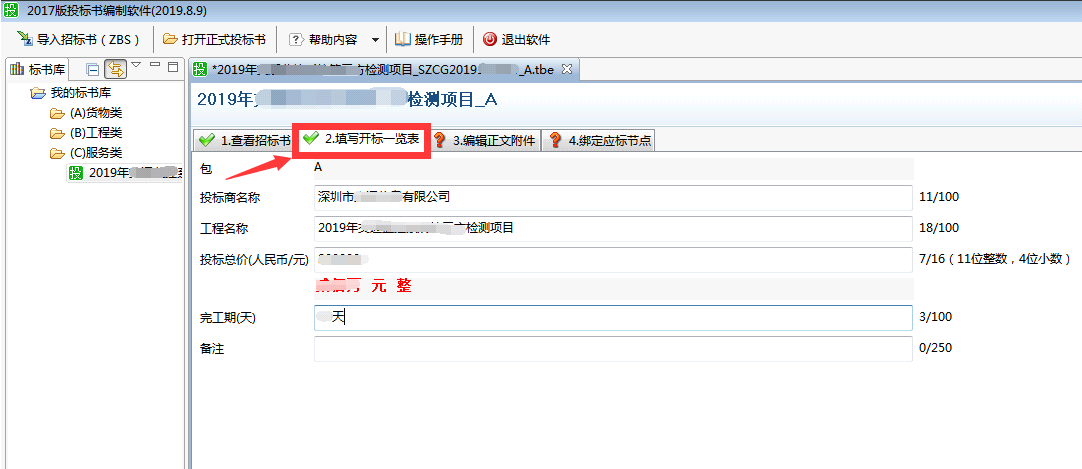 投 2017版投标书编制软件(2019.8.9)
导入招标书（ZBS） 打开正式投标书 帮助内容 操作手册 退出软件
标书库
投 *2019年 检测项目_SZCG2019 _A.tbe
我的标书库
(A)货物类
(B)工程类
(C)服务类
投 2019年
2019年 检测项目_A
1.查看招标书 2.填写开标一览表 3.编辑正文附件 4.绑定应标节点
包 A
投标商名称 深圳市 有限公司 11/100
工程名称 2019年 检测项目 18/100
投标总价(人民币/元) 7/16（11位整数，4位小数）
元 整
完工期(天) 天 3/100
备注 0/250